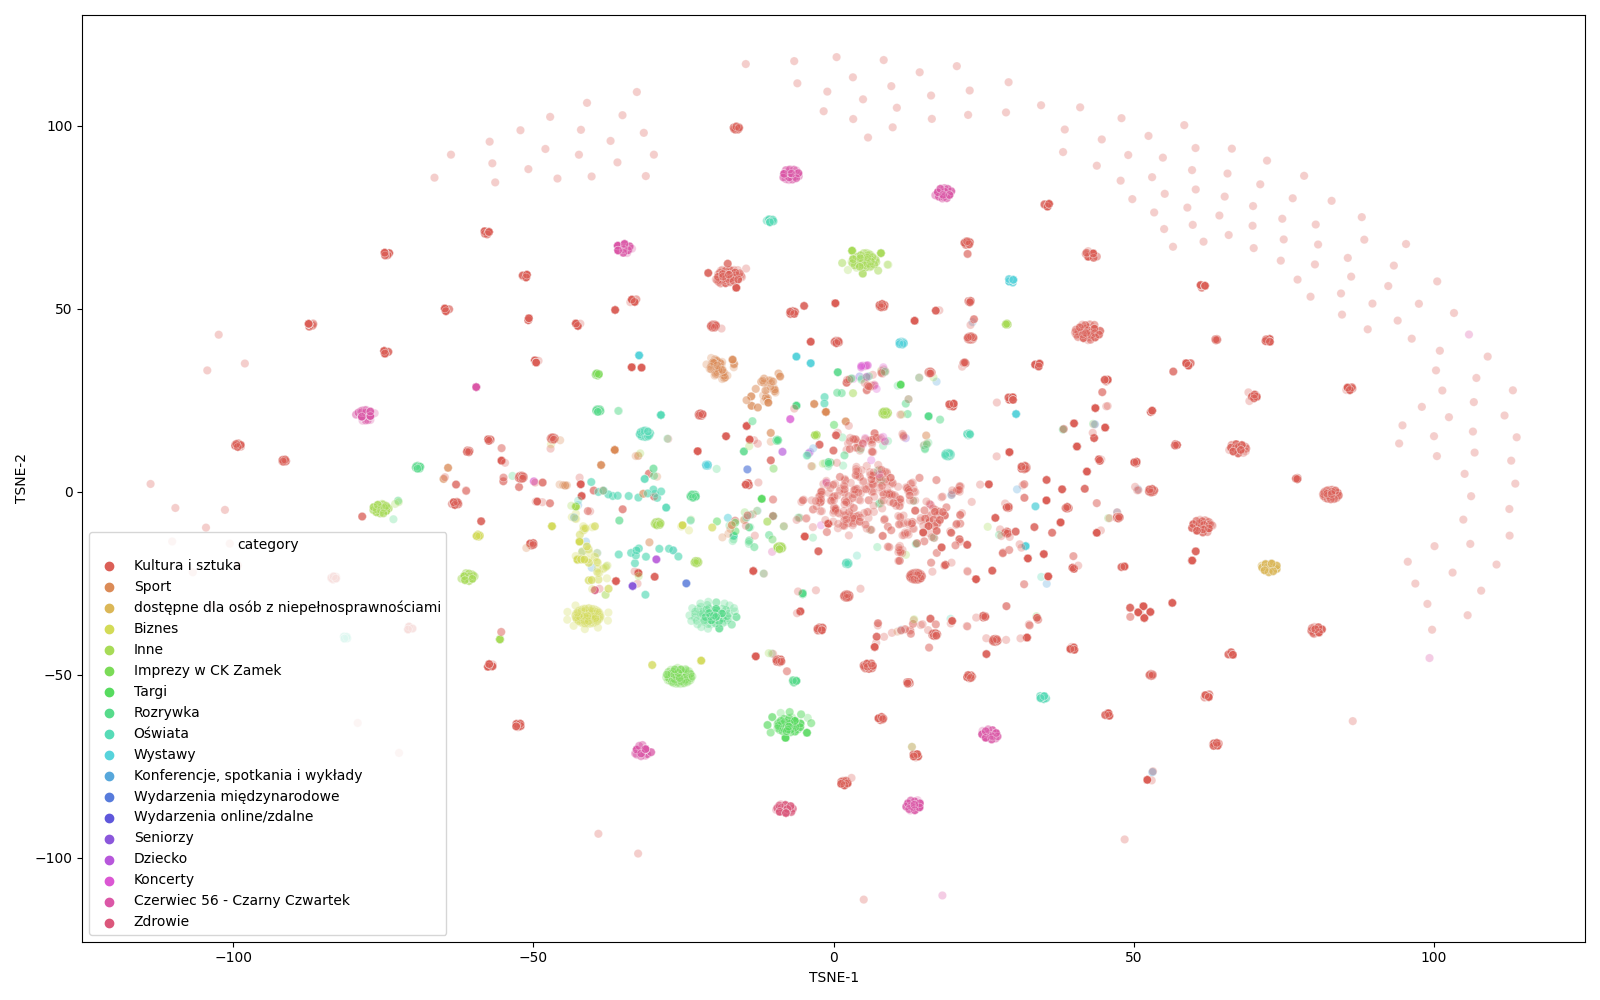 100
50
0
−50
−100
TSNE-2
category
Kultura i sztuka
Sport
dostępne dla osób z niepełnosprawnościami
Biznes
Inne
Imprezy w CK Zamek
Targi
Rozrywka
Oświata
Wystawy
Konferencje, spotkania i wykłady
Wydarzenia międzynarodowe
Wydarzenia online/zdalne
Seniorzy
Dziecko
Koncerty
Czerwiec 56 - Czarny Czwartek
Zdrowie
−100 −50 0 50 100
TSNE-1